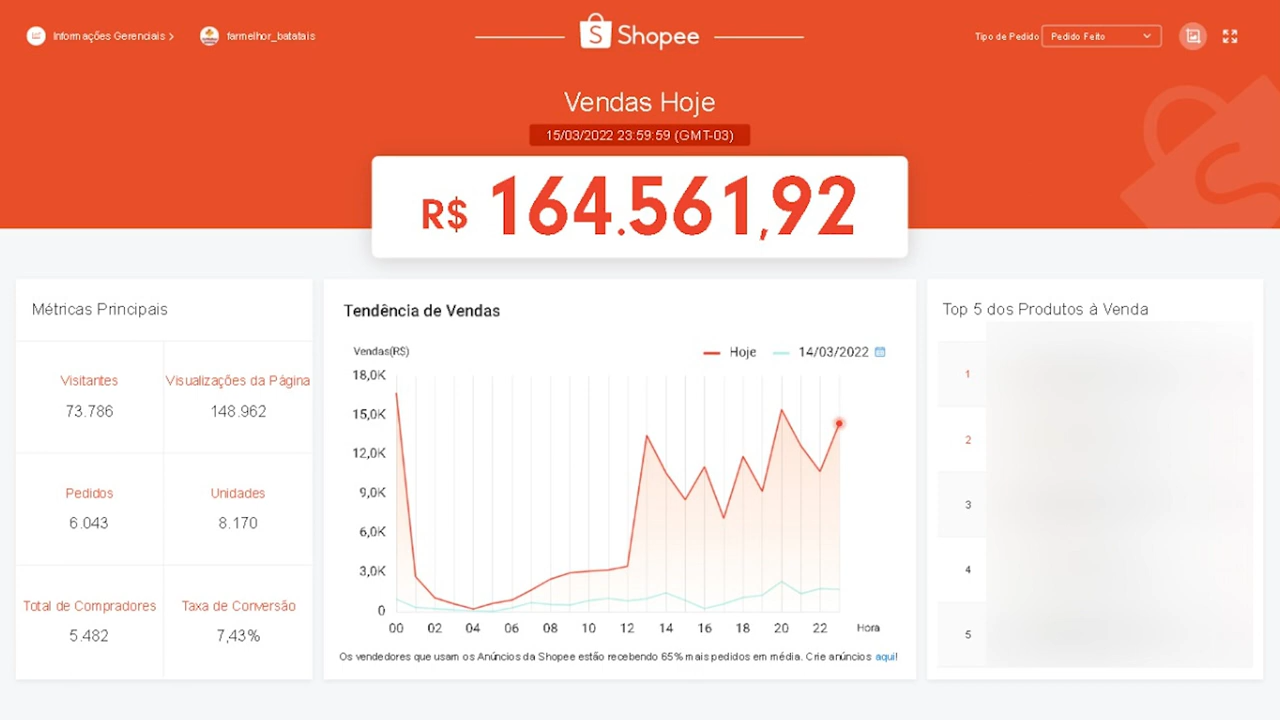 Informações Gerenciais >
farmelhor_batatais
Shopee
Tipo de Pedido
Pedido Feito
Vendas Hoje
15/03/2022 23:59:59 (GMT-03)
R$ 164.561,92
Métricas Principais
Visitantes
73.786
Visualizações da Página
148.962
Pedidos
6.043
Unidades
8.170
Total de Compradores
5.482
Taxa de Conversão
7,43%
Tendência de Vendas
Vendas(R$)
Hoje
14/03/2022
18,0K
15,0K
12,0K
9,0K
6,0K
3,0K
0
00 02 04 06 08 10 12 14 16 18 20 22 Hora
Os vendedores que usam os Anúncios da Shopee estão recebendo 65% mais pedidos em média. Crie anúncios aqui!
Top 5 dos Produtos à Venda
1
2
3
4
5